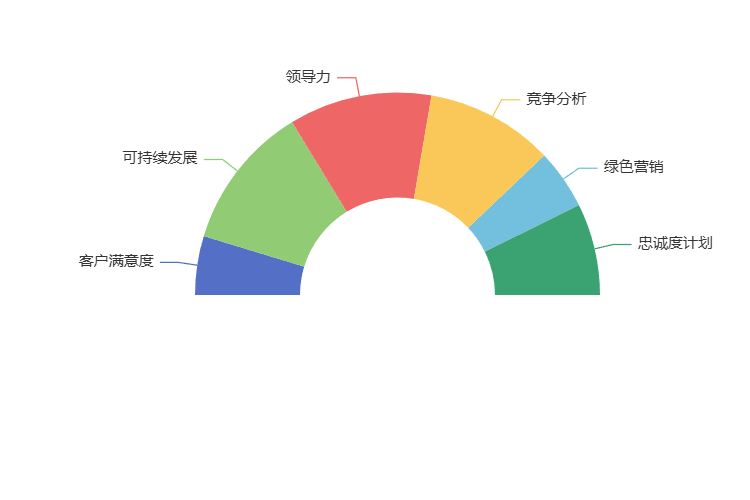 领导力
竞争分析
可持续发展
绿色营销
忠诚度计划
客户满意度